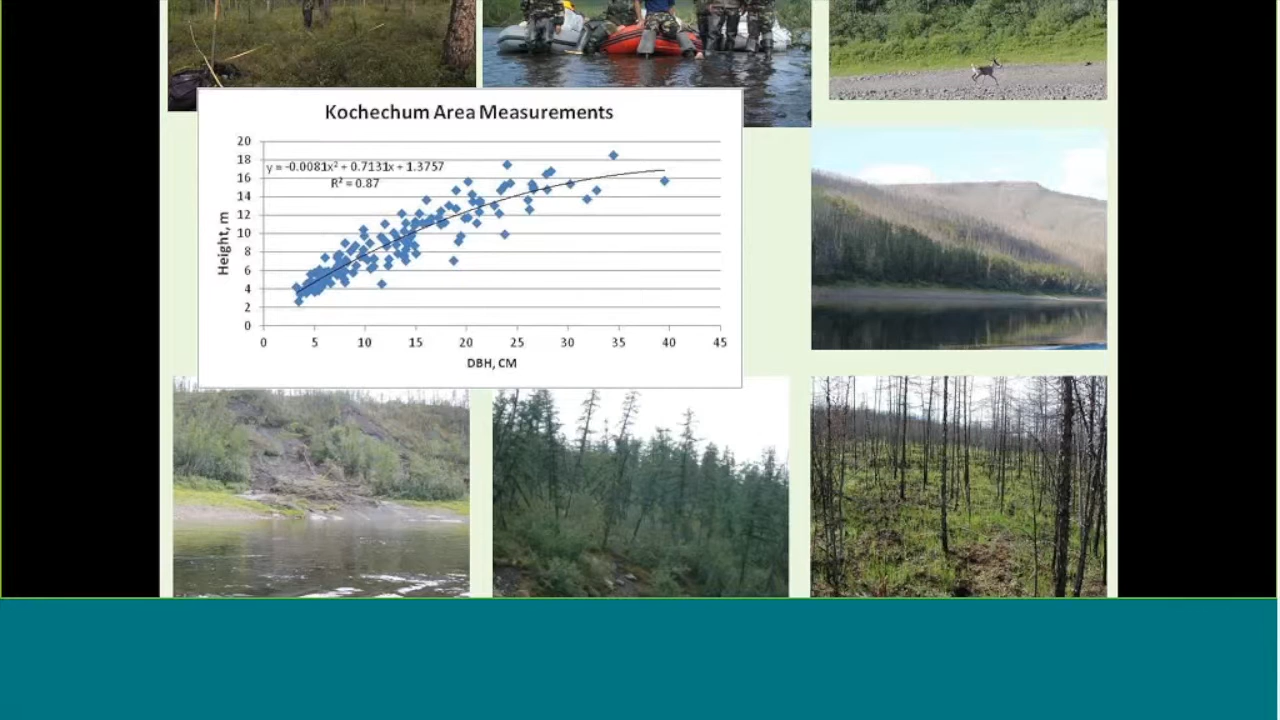 Kochechum Area Measurements
y = -0.0081x² + 0.7131x + 1.3757
R² = 0.87
Height, m
20
18
16
14
12
10
8
6
4
2
0
0 5 10 15 20 25 30 35 40 45
DBH, CM